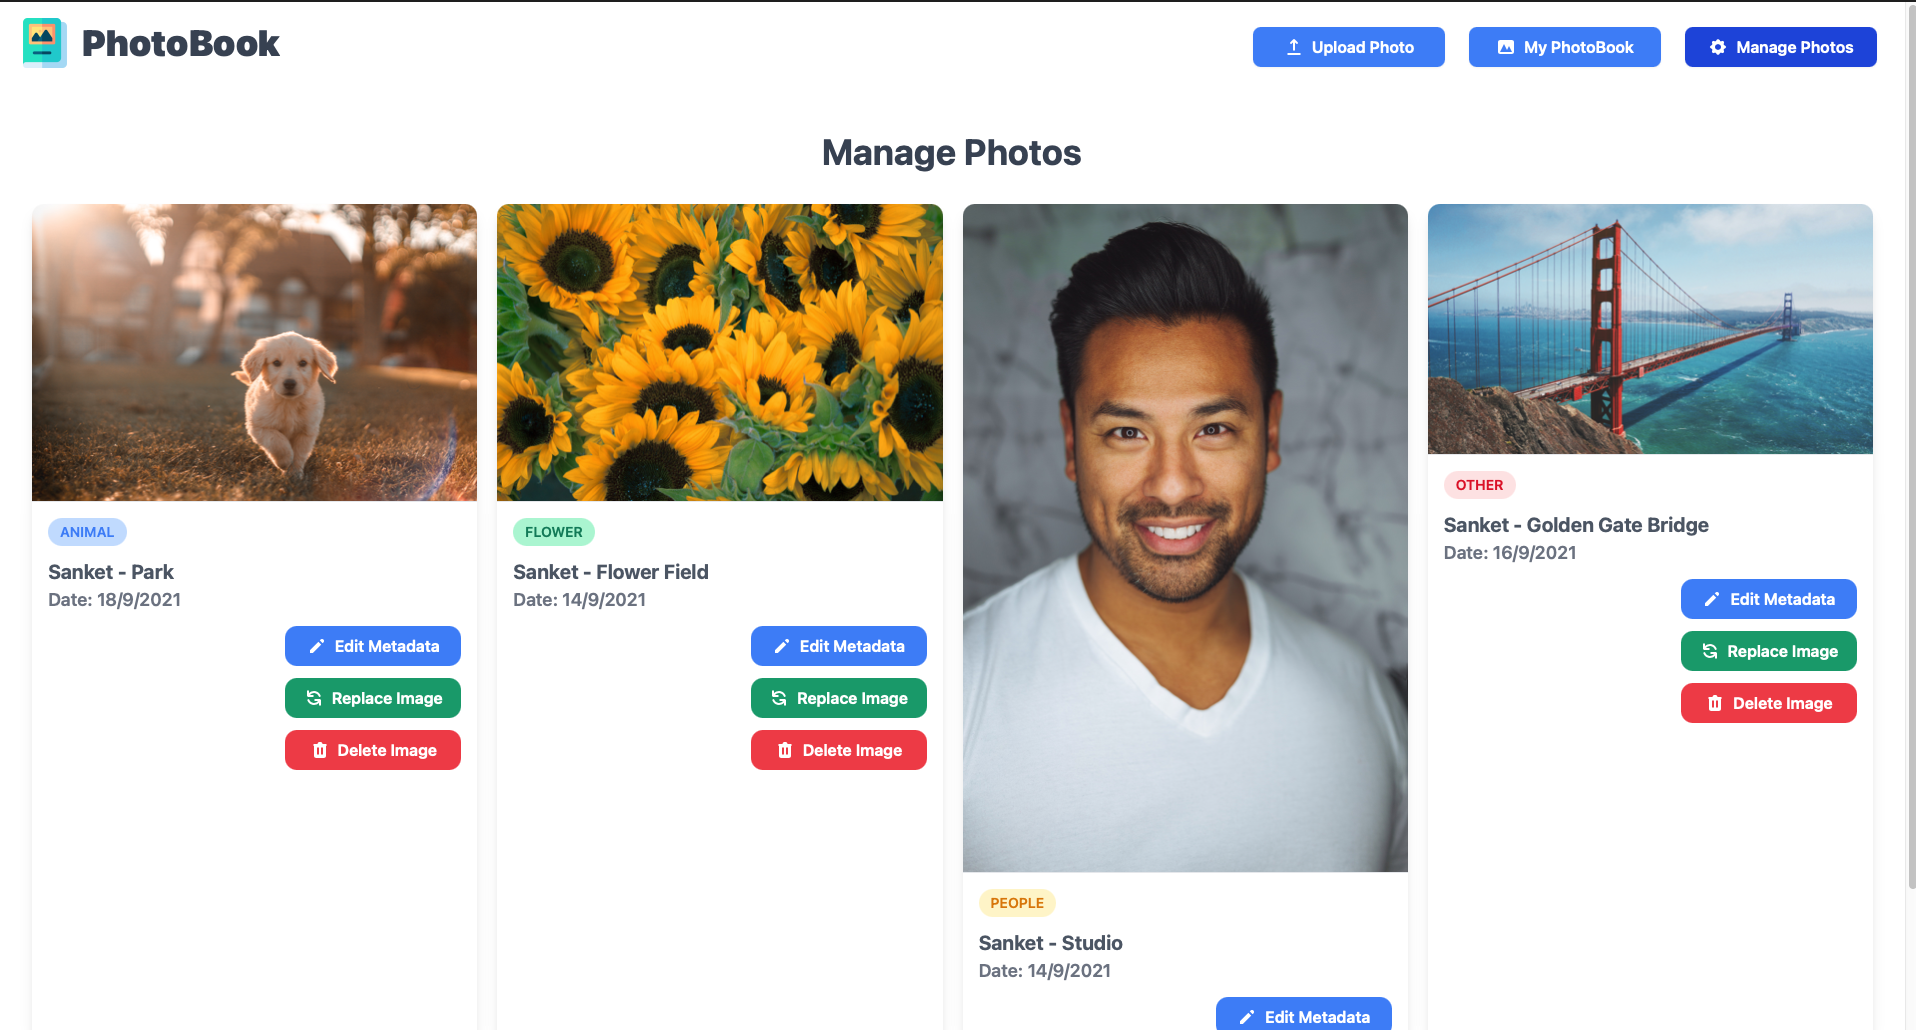 PhotoBook
Upload Photo
My PhotoBook
Manage Photos
Manage Photos
ANIMAL
Sanket - Park
Date: 18/9/2021
Edit Metadata
Replace Image
Delete Image
FLOWER
Sanket - Flower Field
Date: 14/9/2021
Edit Metadata
Replace Image
Delete Image
PEOPLE
Sanket - Studio
Date: 14/9/2021
Edit Metadata
OTHER
Sanket - Golden Gate Bridge
Date: 16/9/2021
Edit Metadata
Replace Image
Delete Image